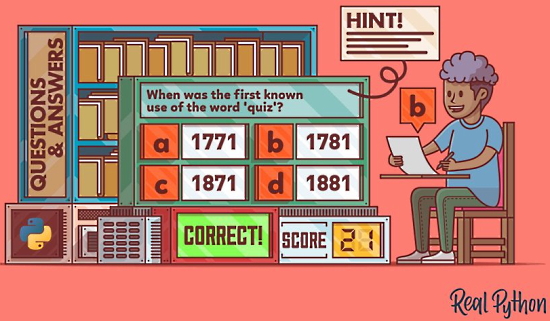 HINT!
QUESTIONS
& ANSWERS
When was the first known
use of the word 'quiz'?
a 1771 b 1781
c 1871 d 1881
b
CORRECT!
SCORE 21
Real Python